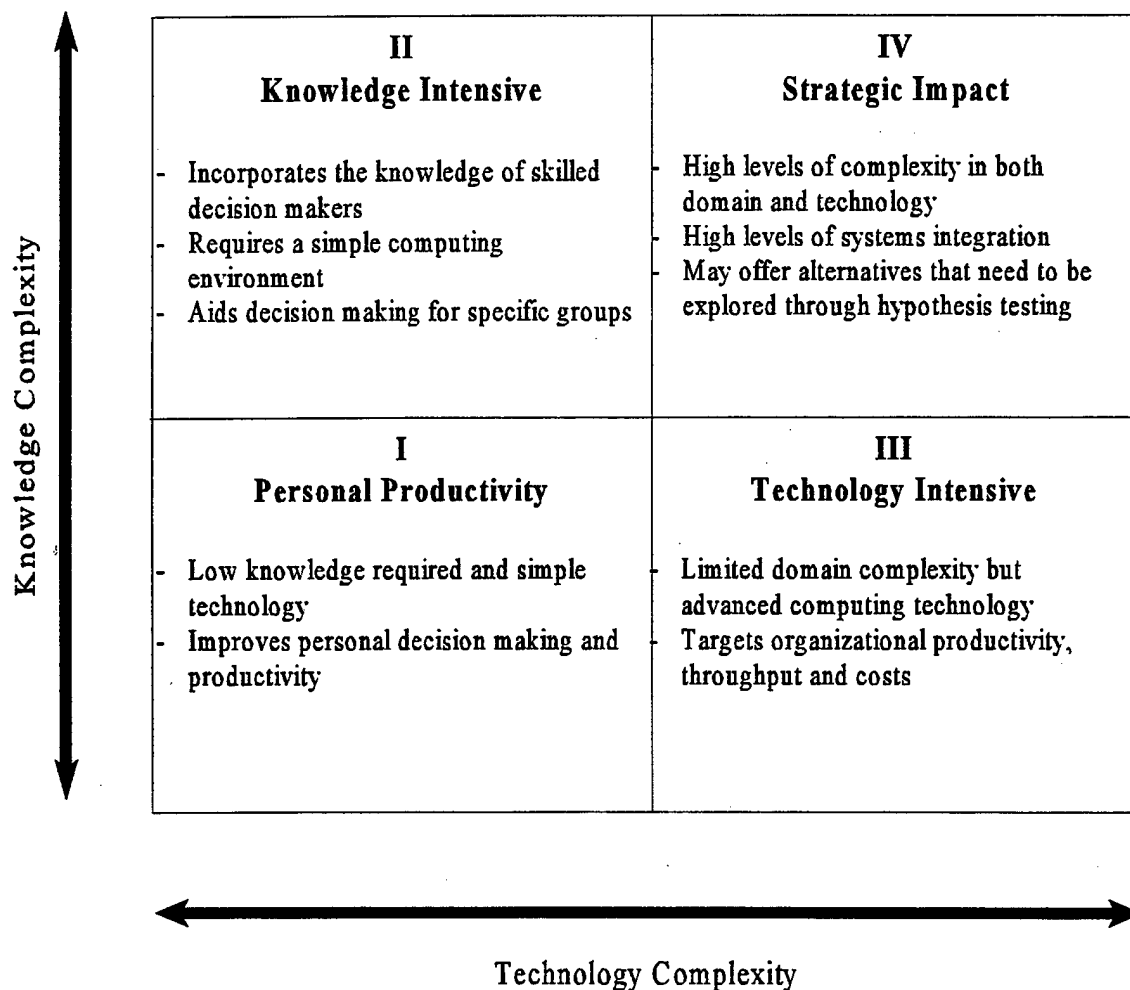 Knowledge Complexity
II
Knowledge Intensive
- Incorporates the knowledge of skilled
decision makers
- Requires a simple computing
environment
- Aids decision making for specific groups
IV
Strategic Impact
- High levels of complexity in both
domain and technology
- High levels of systems integration
- May offer alternatives that need to be
explored through hypothesis testing
I
Personal Productivity
- Low knowledge required and simple
technology
- Improves personal decision making and
productivity
III
Technology Intensive
- Limited domain complexity but
advanced computing technology
- Targets organizational productivity,
throughput and costs
Technology Complexity